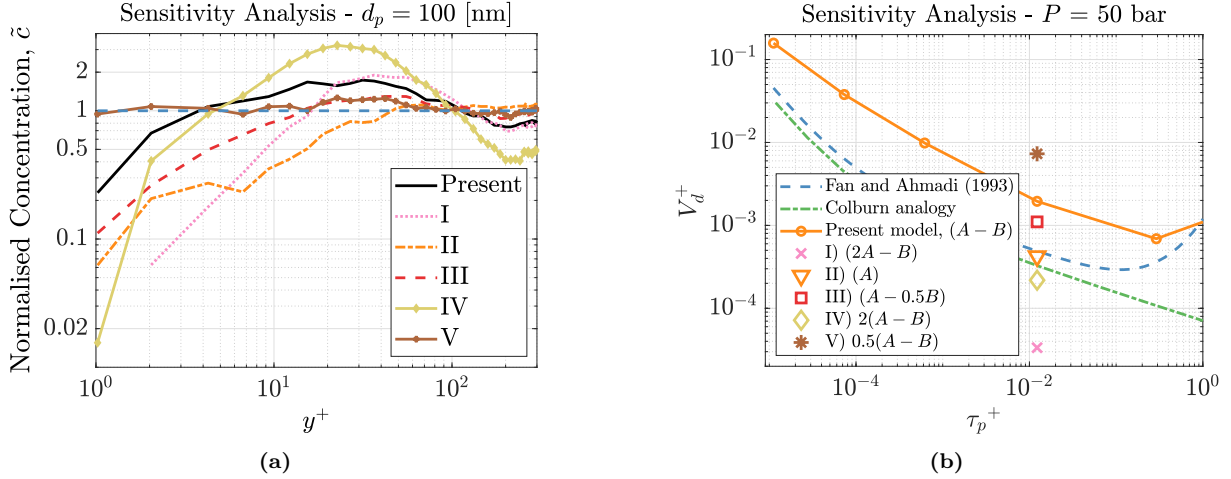 Sensitivity Analysis - $d_p = 100$ [nm]
Normalised Concentration, $\tilde{c}$
2
1
0.5
0.1
0.02
Present
I
II
III
IV
V
$10^0$ $10^1$ $10^2$
$y^+$
(a)
Sensitivity Analysis - $P = 50$ bar
$V_d^+$
$10^{-1}$
$10^{-2}$
$10^{-3}$
$10^{-4}$
Fan and Ahmadi (1993)
Colburn analogy
Present model, $(A - B)$
I) $(2A - B)$
II) $(A)$
III) $(A - 0.5B)$
IV) $2(A - B)$
V) $0.5(A - B)$
$10^{-4}$ $10^{-2}$ $10^0$
$\tau_p^+$
(b)